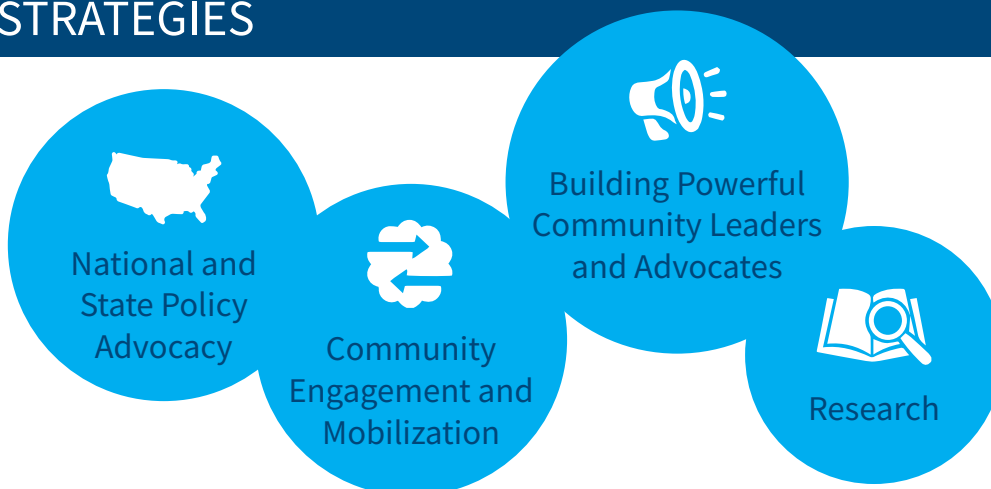 STRATEGIES
National and
State Policy
Advocacy
Community
Engagement and
Mobilization
Building Powerful
Community Leaders
and Advocates
Research